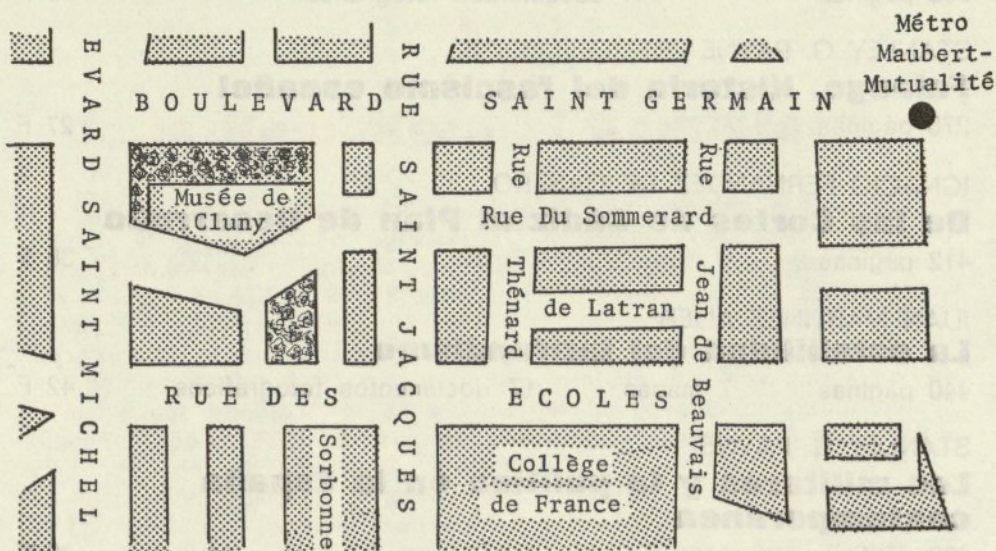 Métro
Maubert-
Mutualité
EVARD SAINT MICHEL
RUE SAINT JACQUES
BOULEVARD SAINT GERMAIN
Musée de
Cluny
Rue
Rue
Rue Du Sommerard
Thénard
Jean de Beauvais
de Latran
RUE DES ECOLES
Sorbonne
Collège
de France